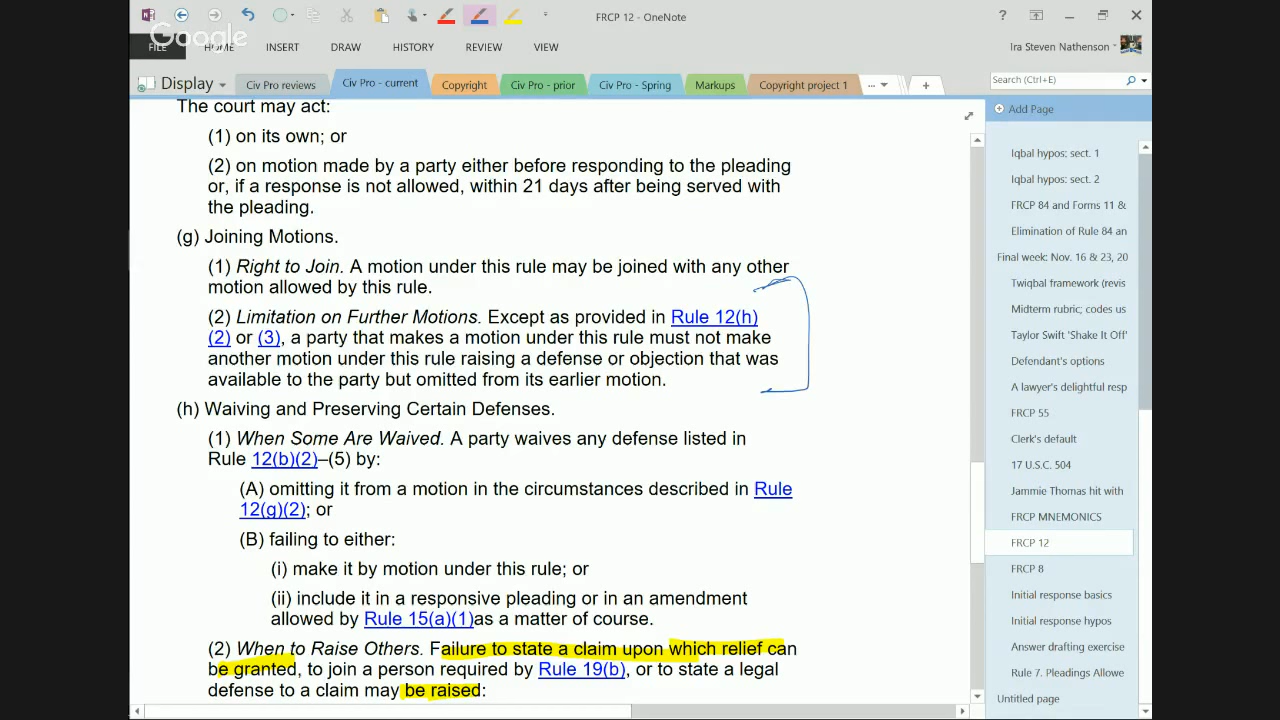 FRCP 12 - OneNote
Google
FILE HOME INSERT DRAW HISTORY REVIEW VIEW
Ira Steven Nathenson
Display Civ Pro reviews Civ Pro - current Copyright Civ Pro - prior Civ Pro - Spring Markups Copyright project 1 ... +
Search (Ctrl+E)
The court may act:
(1) on its own; or
(2) on motion made by a party either before responding to the pleading
or, if a response is not allowed, within 21 days after being served with
the pleading.
(g) Joining Motions.
(1) Right to Join. A motion under this rule may be joined with any other
motion allowed by this rule.
(2) Limitation on Further Motions. Except as provided in Rule 12(h)
(2) or (3), a party that makes a motion under this rule must not make
another motion under this rule raising a defense or objection that was
available to the party but omitted from its earlier motion.
(h) Waiving and Preserving Certain Defenses.
(1) When Some Are Waived. A party waives any defense listed in
Rule 12(b)(2)–(5) by:
(A) omitting it from a motion in the circumstances described in Rule
12(g)(2); or
(B) failing to either:
(i) make it by motion under this rule; or
(ii) include it in a responsive pleading or in an amendment
allowed by Rule 15(a)(1)as a matter of course.
(2) When to Raise Others. Failure to state a claim upon which relief can
be granted, to join a person required by Rule 19(b), or to state a legal
defense to a claim may be raised:
Add Page
Iqbal hypos: sect. 1
Iqbal hypos: sect. 2
FRCP 84 and Forms 11 &
Elimination of Rule 84 an
Final week: Nov. 16 & 23, 20
Twiqbal framework (revis
Midterm rubric; codes us
Taylor Swift 'Shake It Off'
Defendant's options
A lawyer's delightful resp
FRCP 55
Clerk's default
17 U.S.C. 504
Jammie Thomas hit with
FRCP MNEMONICS
FRCP 12
FRCP 8
Initial response basics
Initial response hypos
Answer drafting exercise
Rule 7. Pleadings Allowe
Untitled page